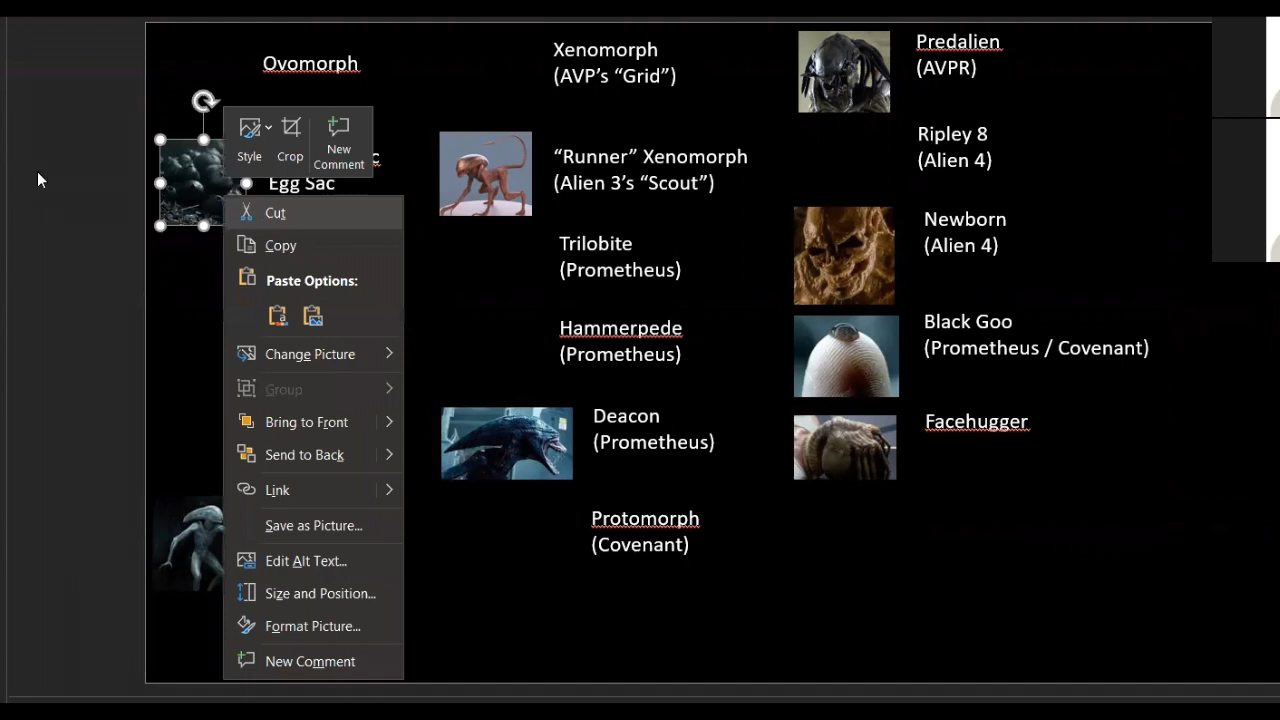 Ovomorph
Style
Crop
New
Comment
Egg Sac
Cut
Copy
Paste Options:
Change Picture
Group
Bring to Front
Send to Back
Link
Save as Picture...
Edit Alt Text...
Size and Position...
Format Picture...
New Comment
Xenomorph
(AVP’s “Grid”)
“Runner” Xenomorph
(Alien 3’s “Scout”)
Trilobite
(Prometheus)
Hammerpede
(Prometheus)
Deacon
(Prometheus)
Protomorph
(Covenant)
Predalien
(AVPR)
Ripley 8
(Alien 4)
Newborn
(Alien 4)
Black Goo
(Prometheus / Covenant)
Facehugger